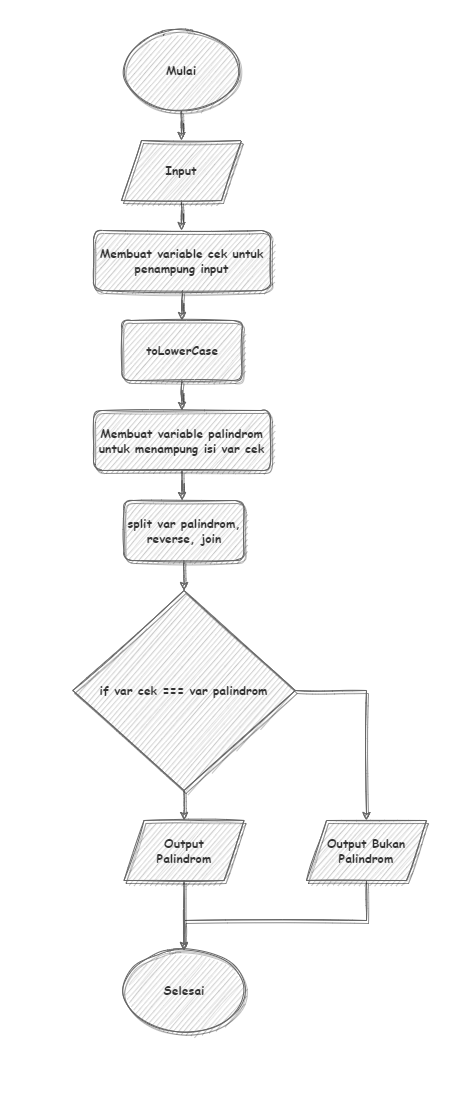 Mulai
Input
Membuat variable cek untuk
penampung input
toLowerCase
Membuat variable palindrom
untuk menampung isi var cek
split var palindrom,
reverse, join
if var cek === var palindrom
Output
Palindrom
Output Bukan
Palindrom
Selesai